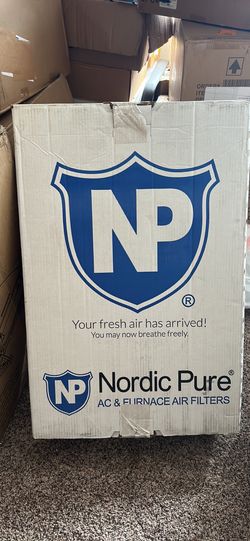 NP
®
Your fresh air has arrived!
You may now breathe freely.
NP Nordic Pure®
AC & FURNACE AIR FILTERS